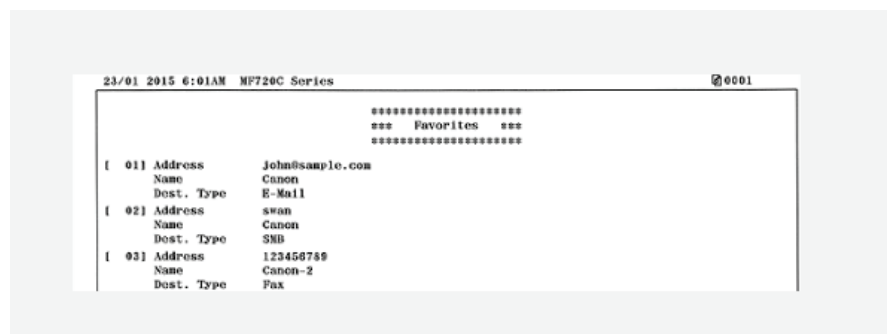 23/01 2015 6:01AM MF720C Series 0001
**********************
*** Favorites ***
**********************
[ 01] Address john@sample.com
Name Canon
Dest. Type E-Mail
[ 02] Address swan
Name Canon
Dest. Type SMB
[ 03] Address 123456789
Name Canon-2
Dest. Type Fax